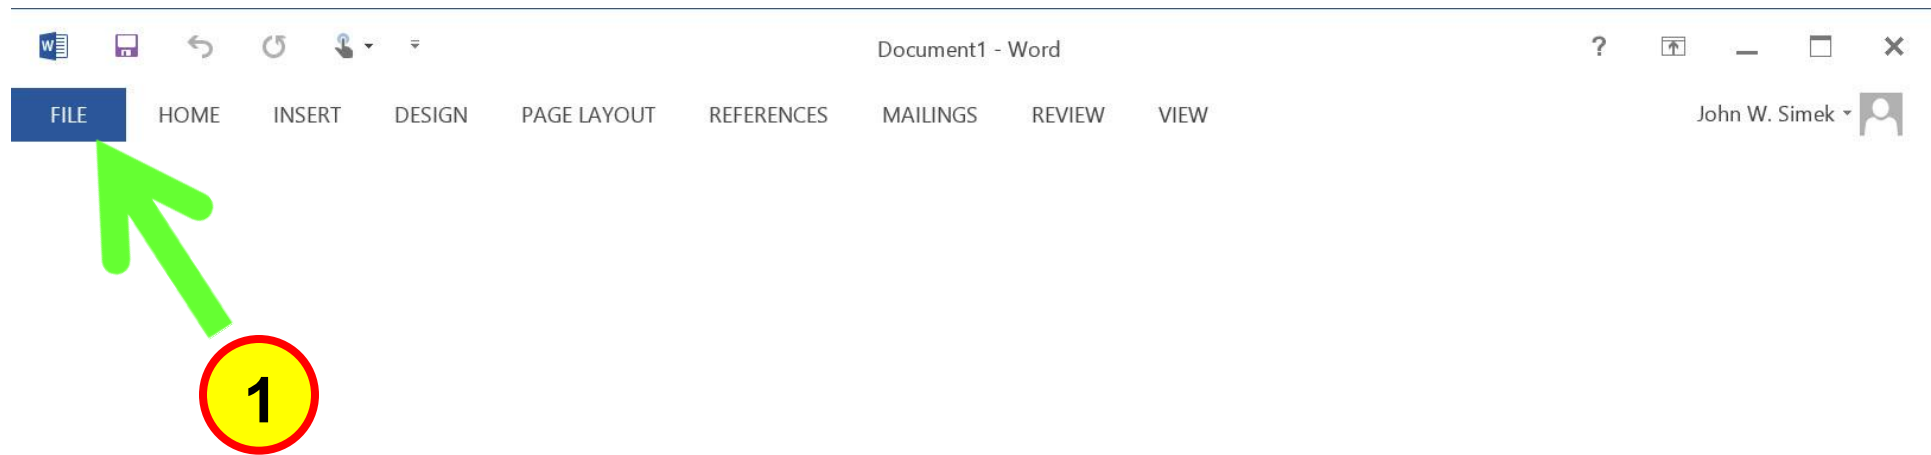 W
Document1 - Word
?
FILE HOME INSERT DESIGN PAGE LAYOUT REFERENCES MAILINGS REVIEW VIEW John W. Simek
1